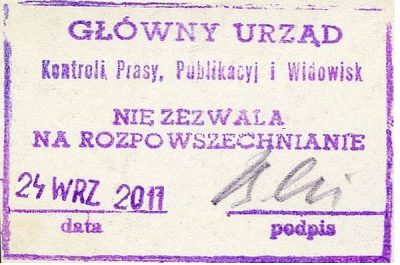 GŁÓWNY URZĄD
Kontroli Prasy, Publikacyj i Widowisk
NIE ZEZWALA
NA ROZPOWSZECHNIANIE
24 WRZ 2011
data podpis